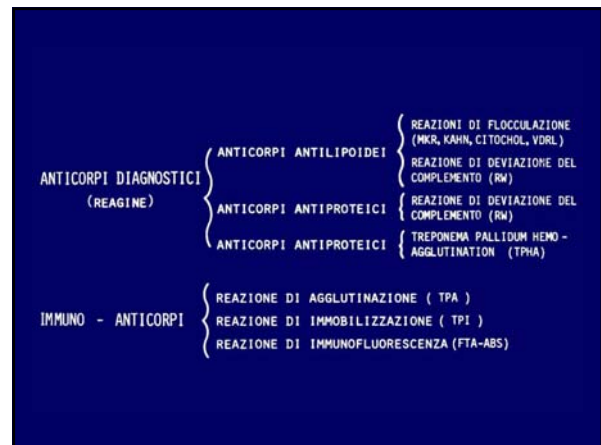 REAZIONI DI FLOCCULAZIONE
(MKR, KAHN, CITOCHOL, VDRL)
ANTICORPI ANTILIPOIDEI
REAZIONE DI DEVIAZIONE DEL
COMPLEMENTO (RW)
ANTICORPI DIAGNOSTICI
(REAGINE)
ANTICORPI ANTIPROTEICI
REAZIONE DI DEVIAZIONE DEL
COMPLEMENTO (RW)
ANTICORPI ANTIPROTEICI
TREPONEMA PALLIDUM HEMO-
AGGLUTINATION (TPHA)
IMMUNO - ANTICORPI
REAZIONE DI AGGLUTINAZIONE ( TPA )
REAZIONE DI IMMOBILIZZAZIONE ( TPI )
REAZIONE DI IMMUNOFLUORESCENZA (FTA-ABS)